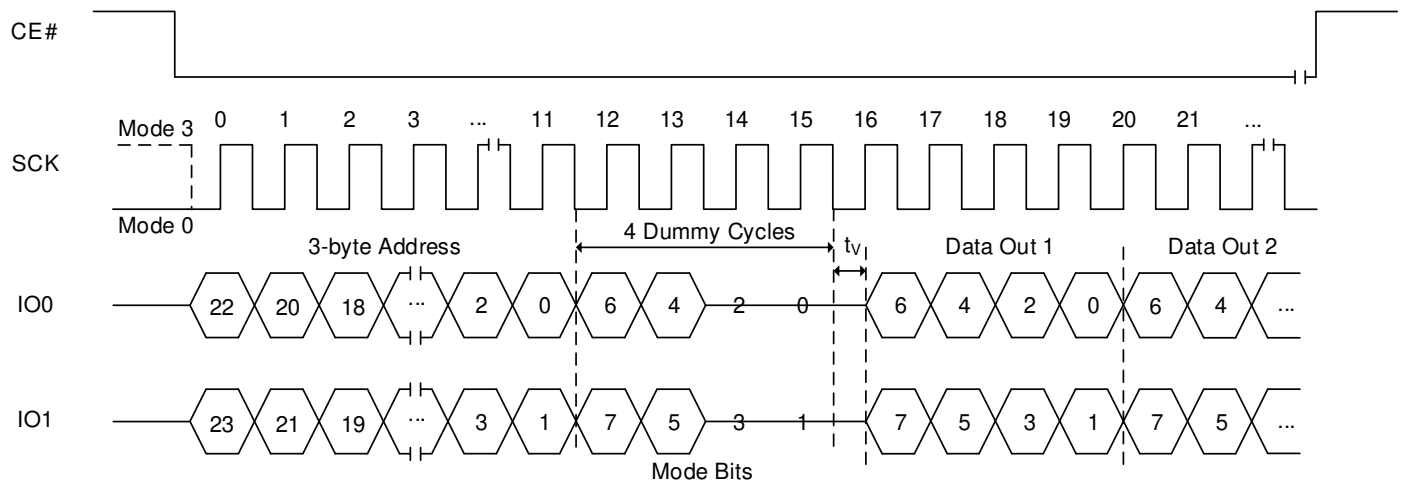 CE#
Mode 3 0 1 2 3 ... 11 12 13 14 15 16 17 18 19 20 21 ...
SCK
Mode 0
3-byte Address 4 Dummy Cycles tV Data Out 1 Data Out 2
IO0 22 20 18 ... 2 0 6 4 2 0 6 4 2 0 6 4 ...
IO1 23 21 19 ... 3 1 7 5 3 1 7 5 3 1 7 5 ...
Mode Bits